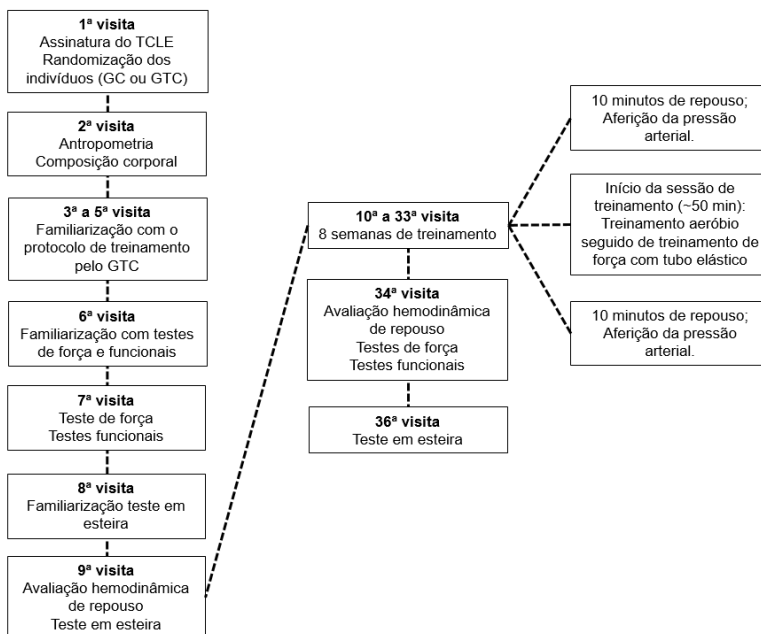 1ª visita
Assinatura do TCLE
Randomização dos
indivíduos (GC ou GTC)
2ª visita
Antropometria
Composição corporal
3ª a 5ª visita
Familiarização com o
protocolo de treinamento
pelo GTC
6ª visita
Familiarização com testes
de força e funcionais
7ª visita
Teste de força
Testes funcionais
8ª visita
Familiarização teste em
esteira
9ª visita
Avaliação hemodinâmica
de repouso
Teste em esteira
10ª a 33ª visita
8 semanas de treinamento
34ª visita
Avaliação hemodinâmica
de repouso
Testes de força
Testes funcionais
36ª visita
Teste em esteira
10 minutos de repouso;
Aferição da pressão
arterial.
Início da sessão de
treinamento (~50 min):
Treinamento aeróbio
seguido de treinamento de
força com tubo elástico
10 minutos de repouso;
Aferição da pressão
arterial.